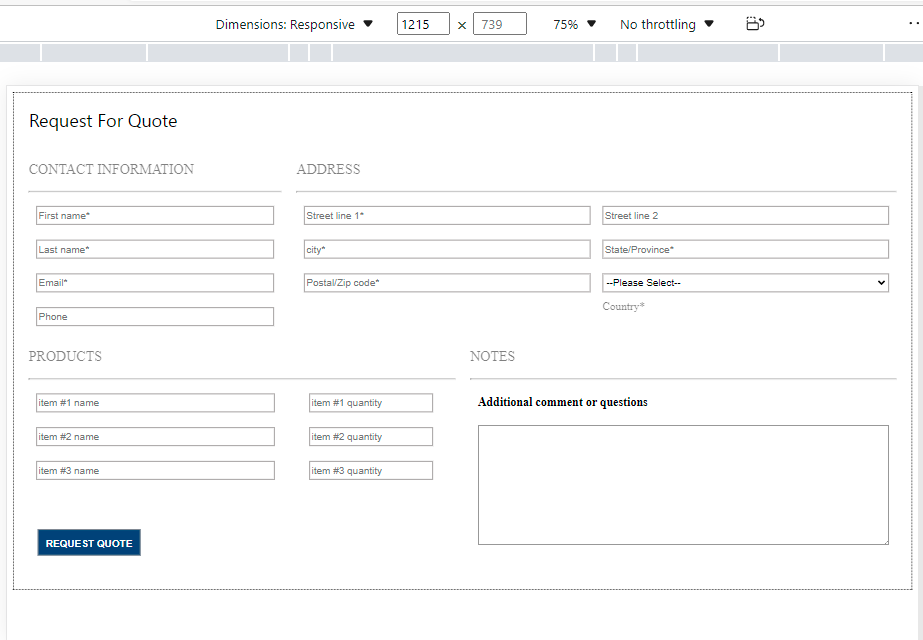 Dimensions: Responsive ▼ 1215 × 739 75% ▼ No throttling ▼
Request For Quote
CONTACT INFORMATION ADDRESS
First name* Street line 1* Street line 2
Last name* city* State/Province*
Email* Postal/Zip code* --Please Select--
Country*
Phone
PRODUCTS NOTES
item #1 name item #1 quantity Additional comment or questions
item #2 name item #2 quantity
item #3 name item #3 quantity
REQUEST QUOTE